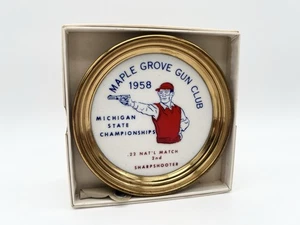 MAPLE GROVE GUN CLUB
1958
MICHIGAN
STATE
CHAMPIONSHIPS
.22 NAT'L MATCH
2nd
SHARPSHOOTER